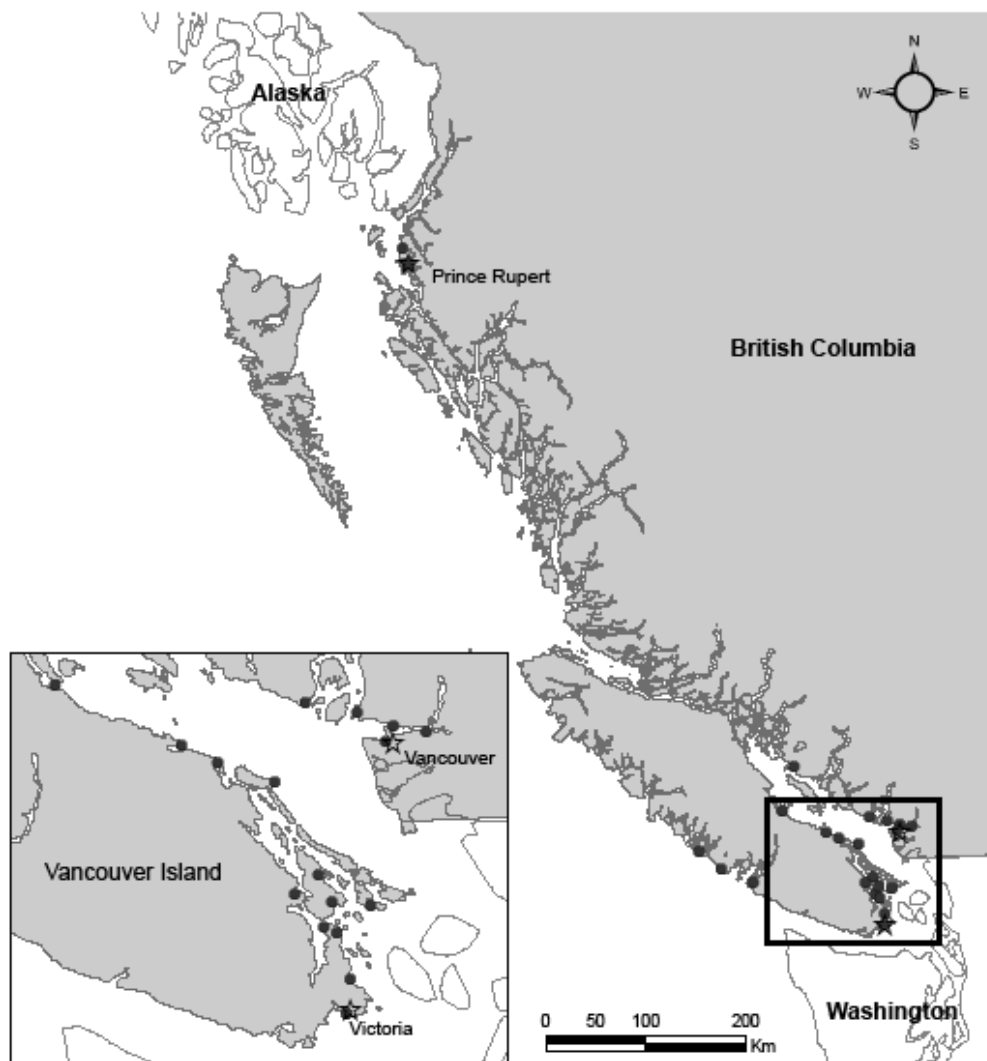 Alaska
N
W
E
S
Prince Rupert
British Columbia
Vancouver
Vancouver Island
Victoria
Washington
0 50 100 200
Km